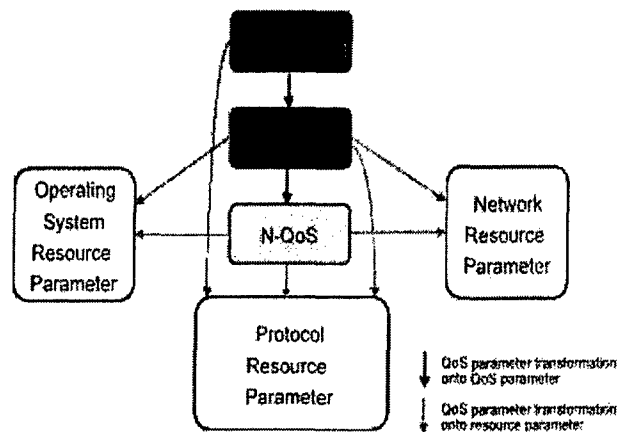 Operating
System
Resource
Parameter
N-QoS
Network
Resource
Parameter
Protocol
Resource
Parameter
QoS parameter transformation
onto QoS parameter
QoS parameter transformation
onto resource parameter